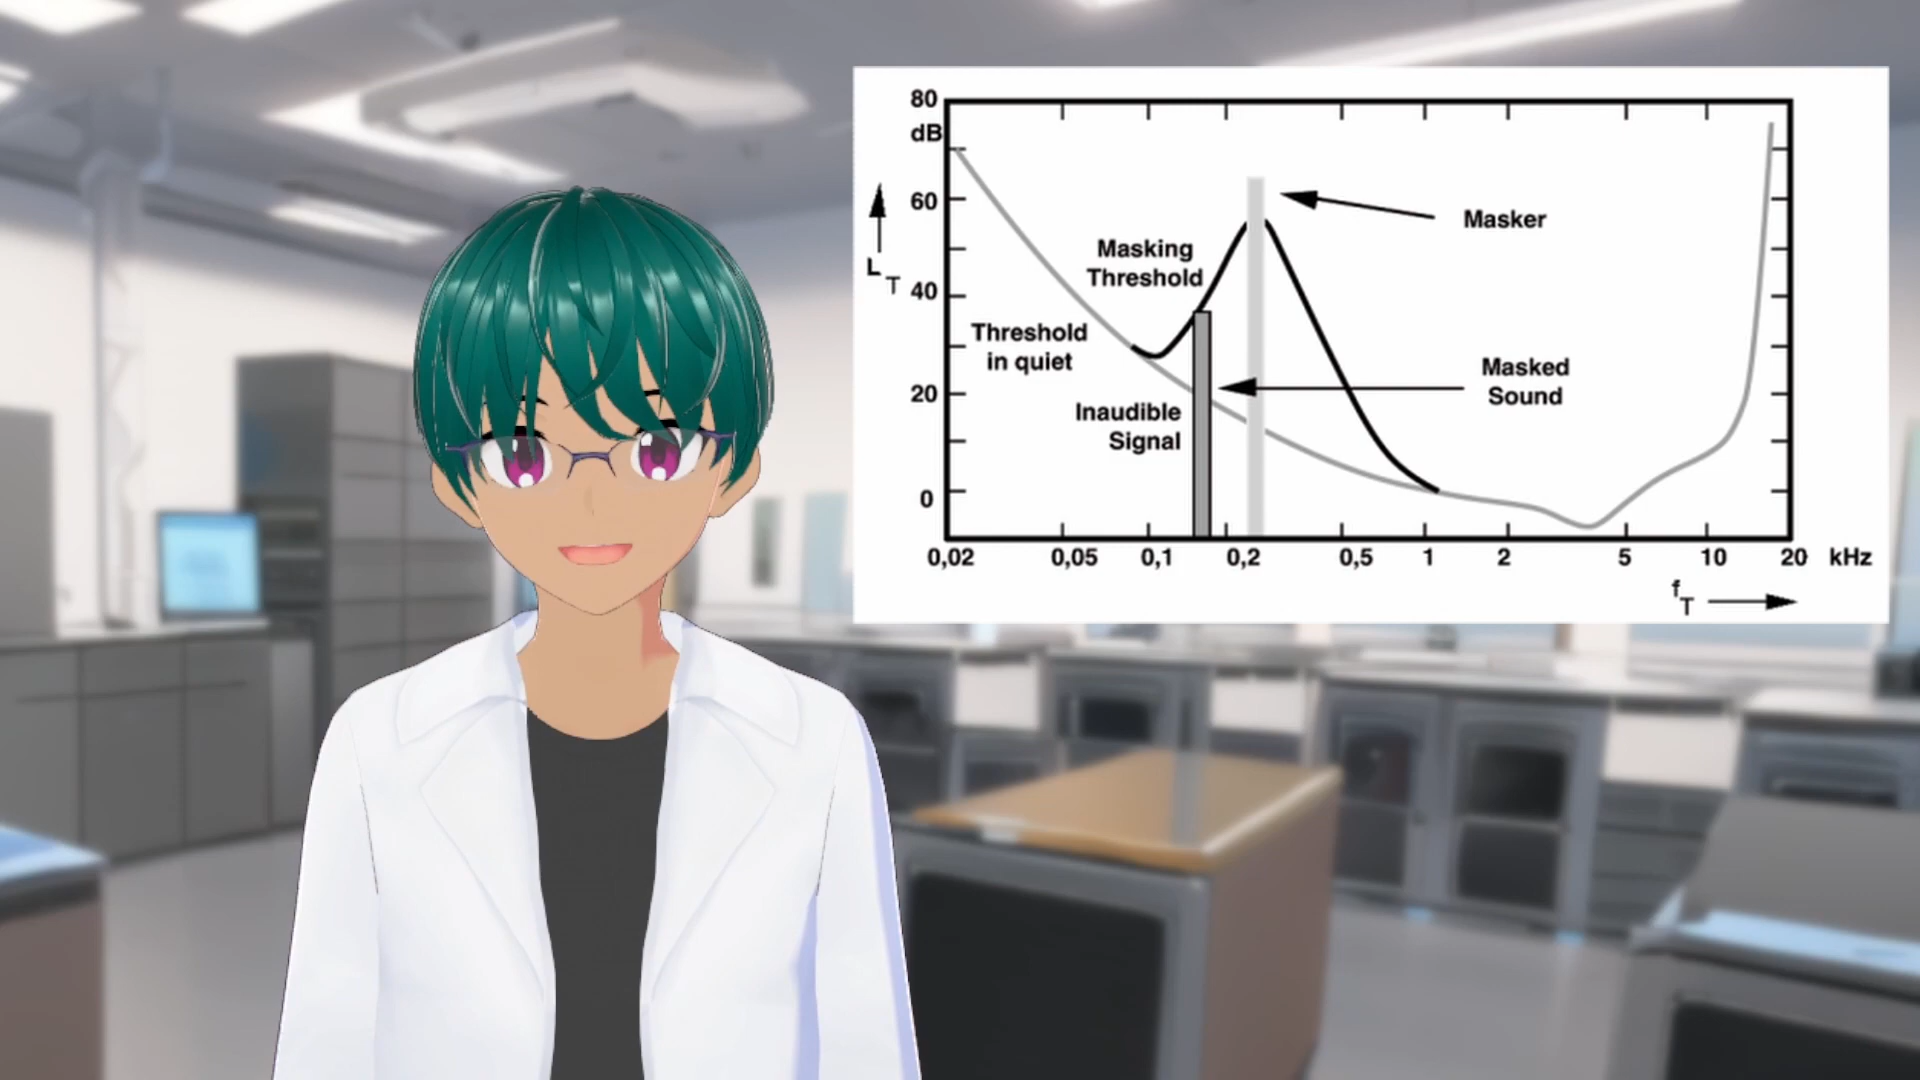 80
dB
60
L T
40
20
0
Masking
Threshold
Masker
Threshold
in quiet
Masked
Sound
Inaudible
Signal
0,02 0,05 0,1 0,2 0,5 1 2 5 10 20 kHz
f T